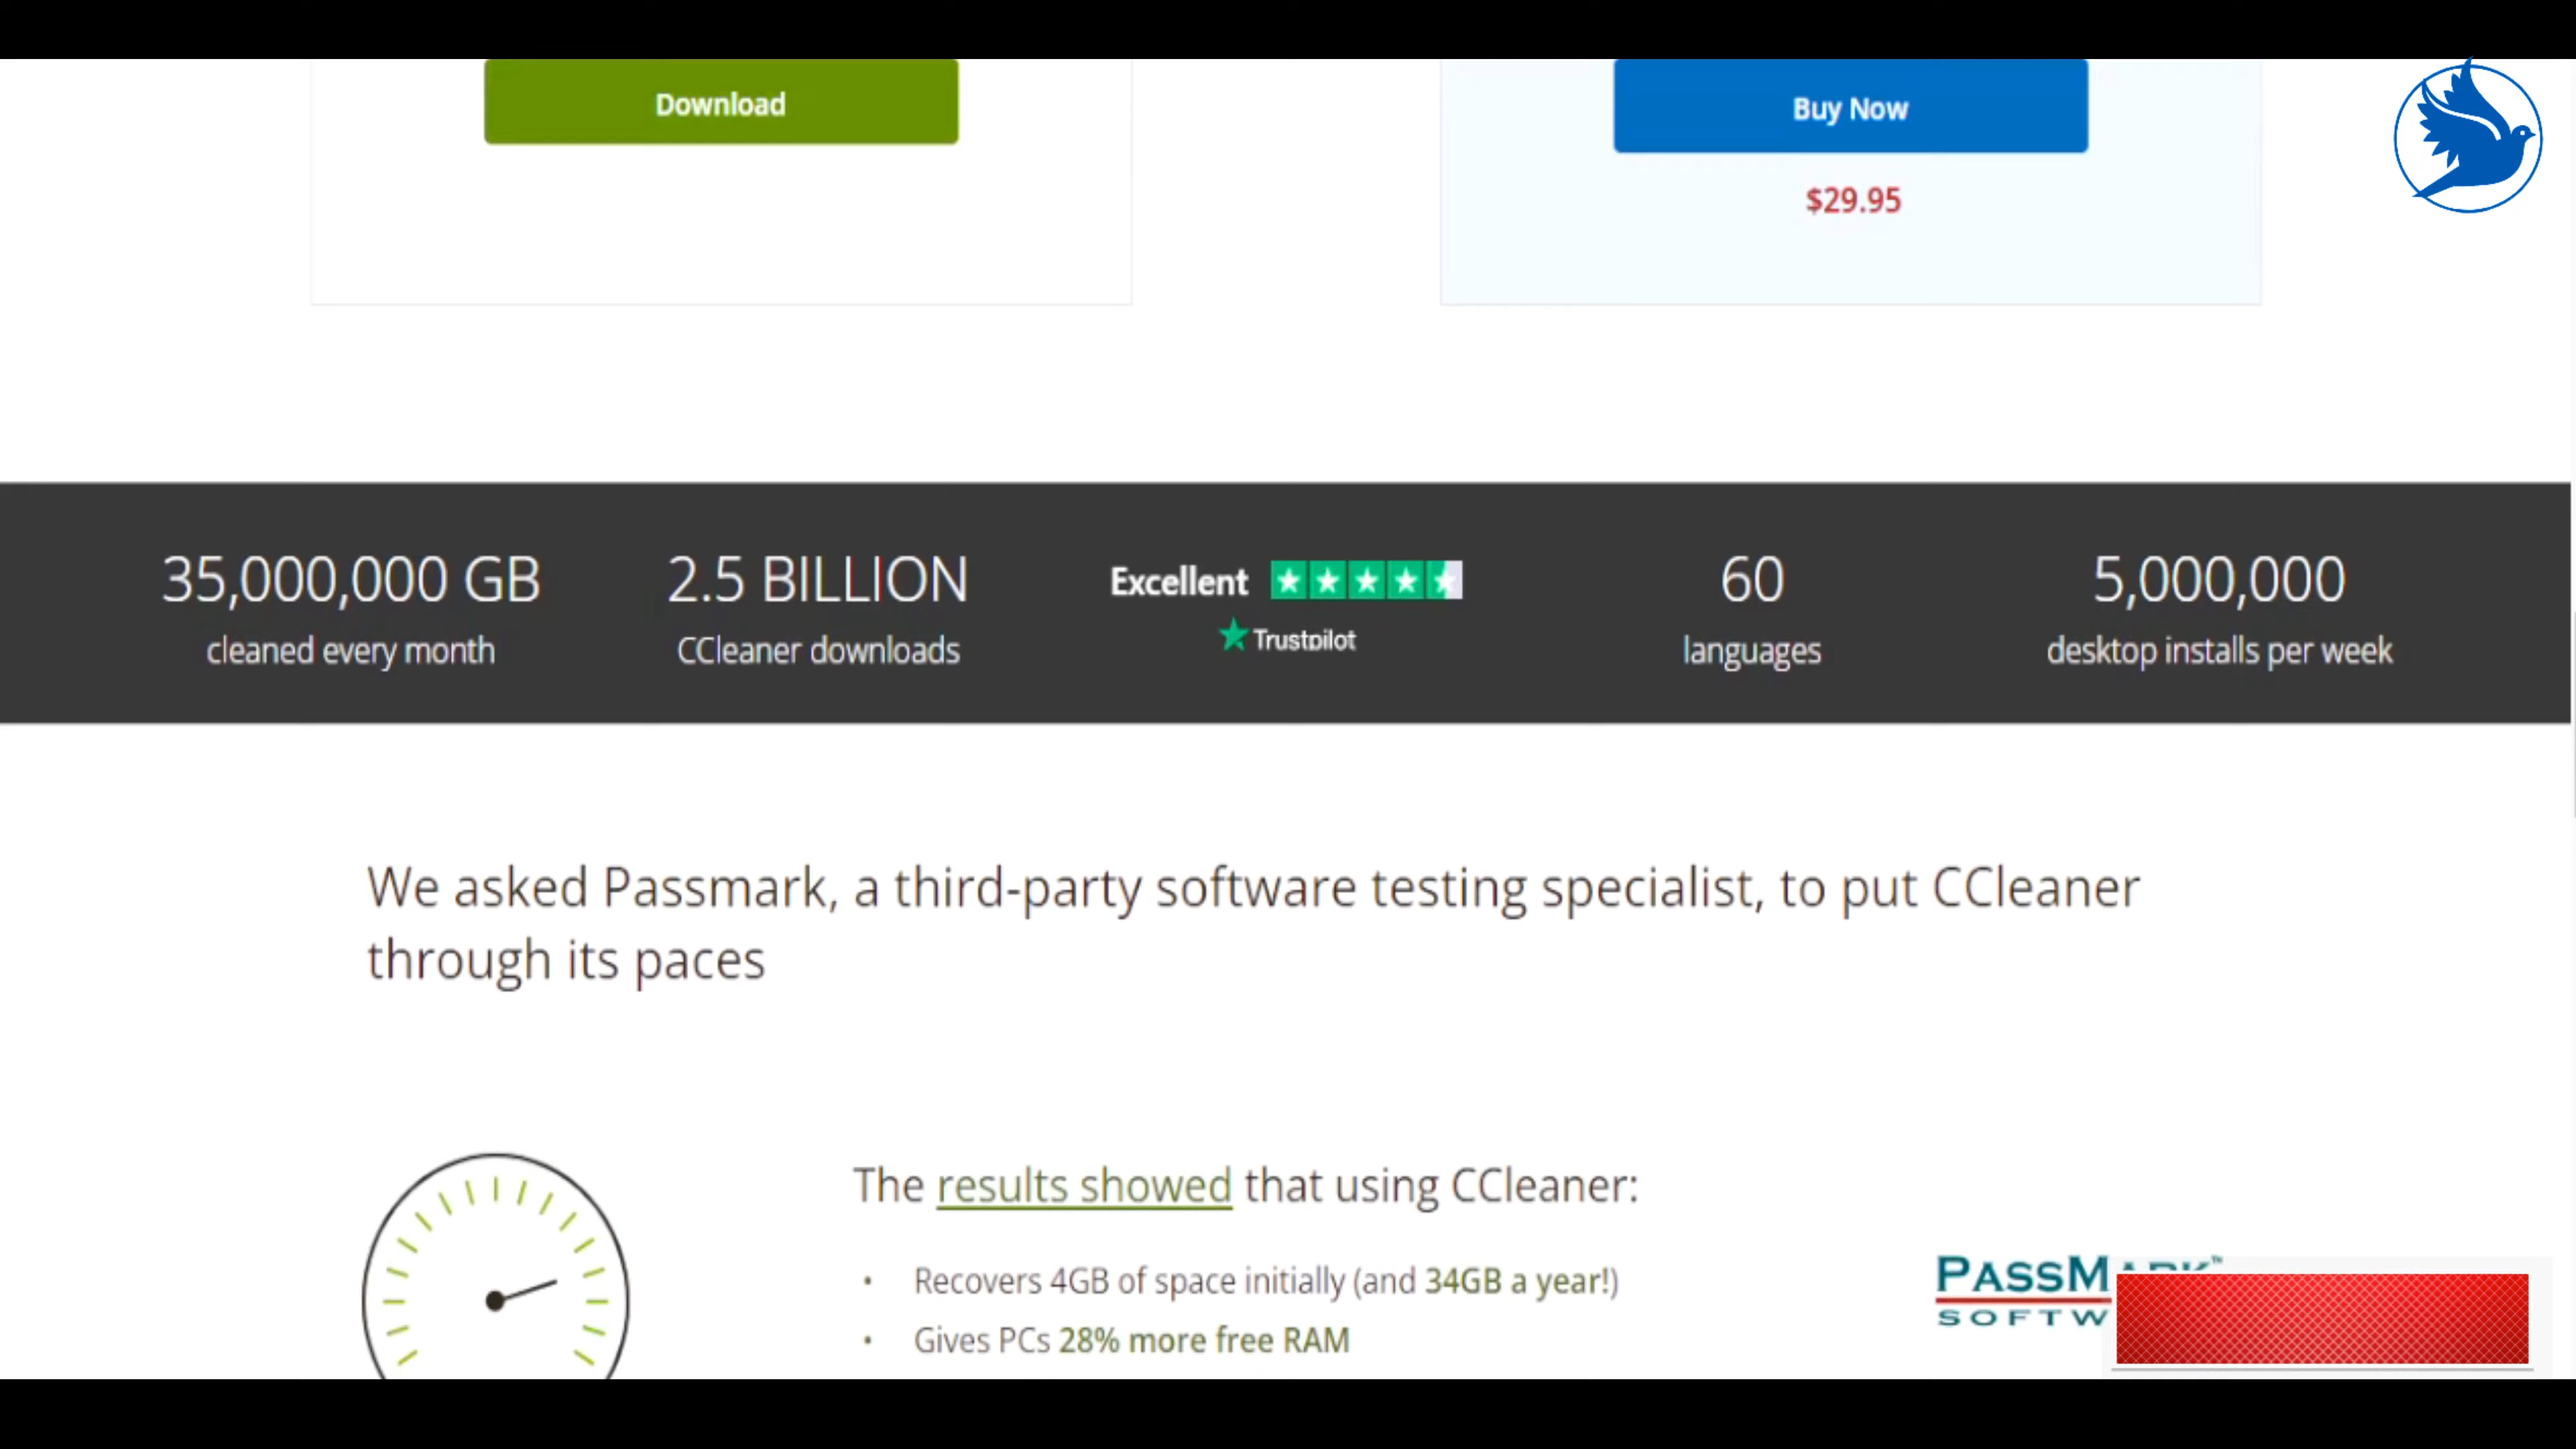 Download
Buy Now
$29.95
35,000,000 GB
cleaned every month
2.5 BILLION
CCleaner downloads
Excellent
Trustpilot
60
languages
5,000,000
desktop installs per week
We asked Passmark, a third-party software testing specialist, to put CCleaner
through its paces
The results showed that using CCleaner:
• Recovers 4GB of space initially (and 34GB a year!)
• Gives PCs 28% more free RAM